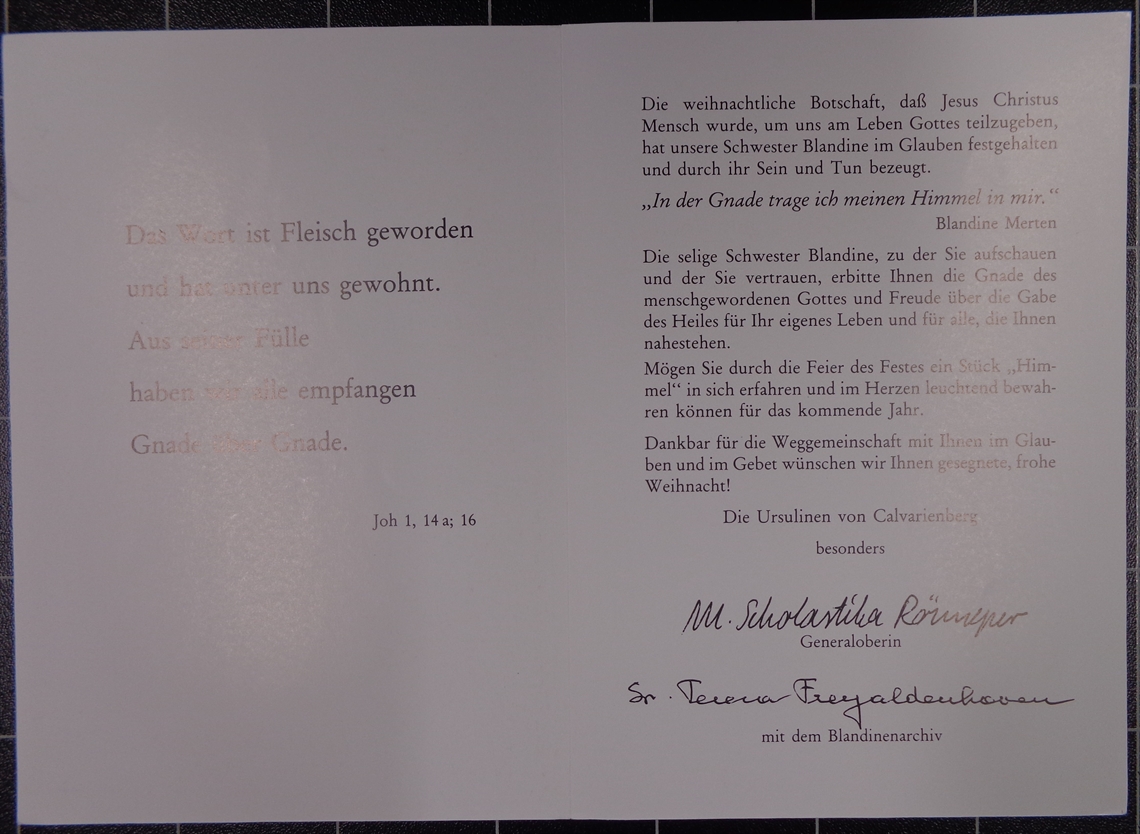 Das Wort ist Fleisch geworden
und hat unter uns gewohnt.
Aus seiner Fülle
haben wir alle empfangen
Gnade über Gnade.
Joh 1, 14 a; 16
Die weihnachtliche Botschaft, daß Jesus Christus
Mensch wurde, um uns am Leben Gottes teilzugeben,
hat unsere Schwester Blandine im Glauben festgehalten
und durch ihr Sein und Tun bezeugt.
„In der Gnade trage ich meinen Himmel in mir.“
Blandine Merten
Die selige Schwester Blandine, zu der Sie aufschauen
und der Sie vertrauen, erbitte Ihnen die Gnade des
menschgewordenen Gottes und Freude über die Gabe
des Heiles für Ihr eigenes Leben und für alle, die Ihnen
nahestehen.
Mögen Sie durch die Feier des Festes ein Stück „Him-
mel“ in sich erfahren und im Herzen leuchtend bewah-
ren können für das kommende Jahr.
Dankbar für die Weggemeinschaft mit Ihnen im Glau-
ben und im Gebet wünschen wir Ihnen gesegnete, frohe
Weihnacht!
Die Ursulinen von Calvarienberg
besonders
M. Scholastika
Generaloberin
Sr. Teresa Freyaldenhoven
mit dem Blandinenarchiv